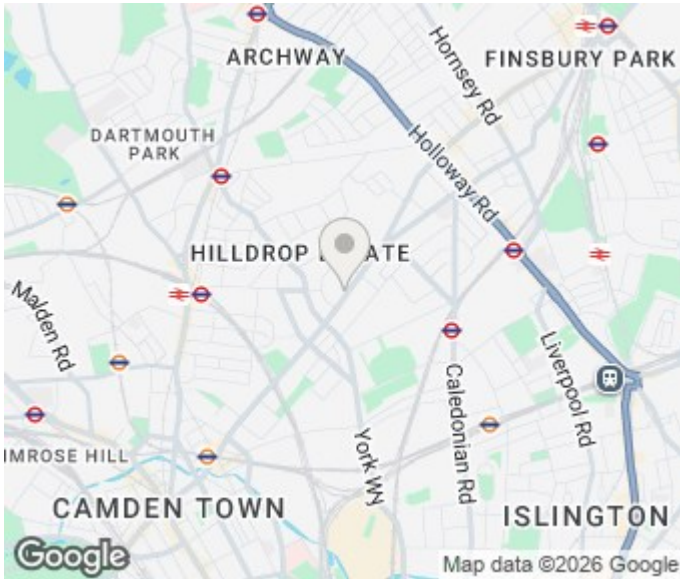 ARCHWAY
Hornsey Rd
FINSBURY PARK
DARTMOUTH
PARK
Holloway Rd
HILLDROP E ATE
Malden Rd
Liverpool Rd
Caledonian Rd
York Wy
IMROSE HILL
CAMDEN TOWN
ISLINGTON
Google
Map data ©2026 Google